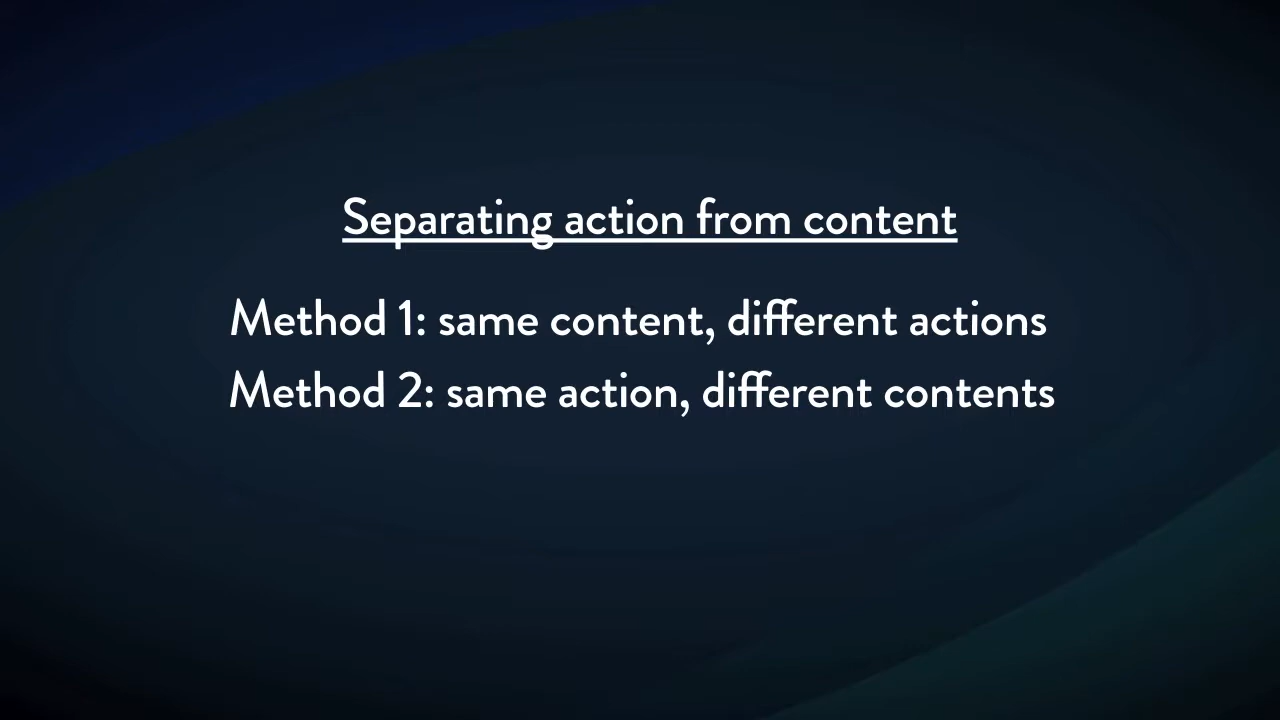 Separating action from content
Method 1: same content, different actions
Method 2: same action, different contents